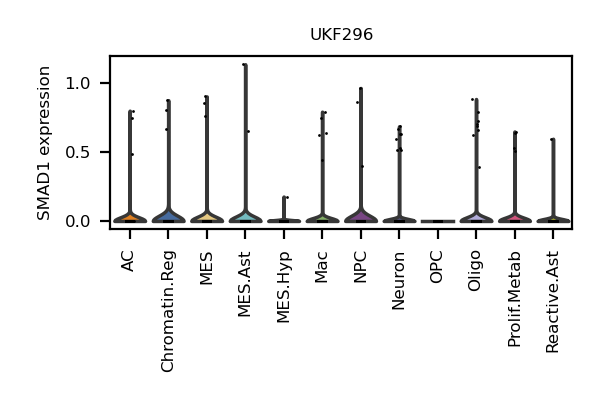 UKF296
SMAD1 expression
1.0
0.5
0.0
AC
Chromatin.Reg
MES
MES.Ast
MES.Hyp
Mac
NPC
Neuron
OPC
Oligo
Prolif.Metab
Reactive.Ast